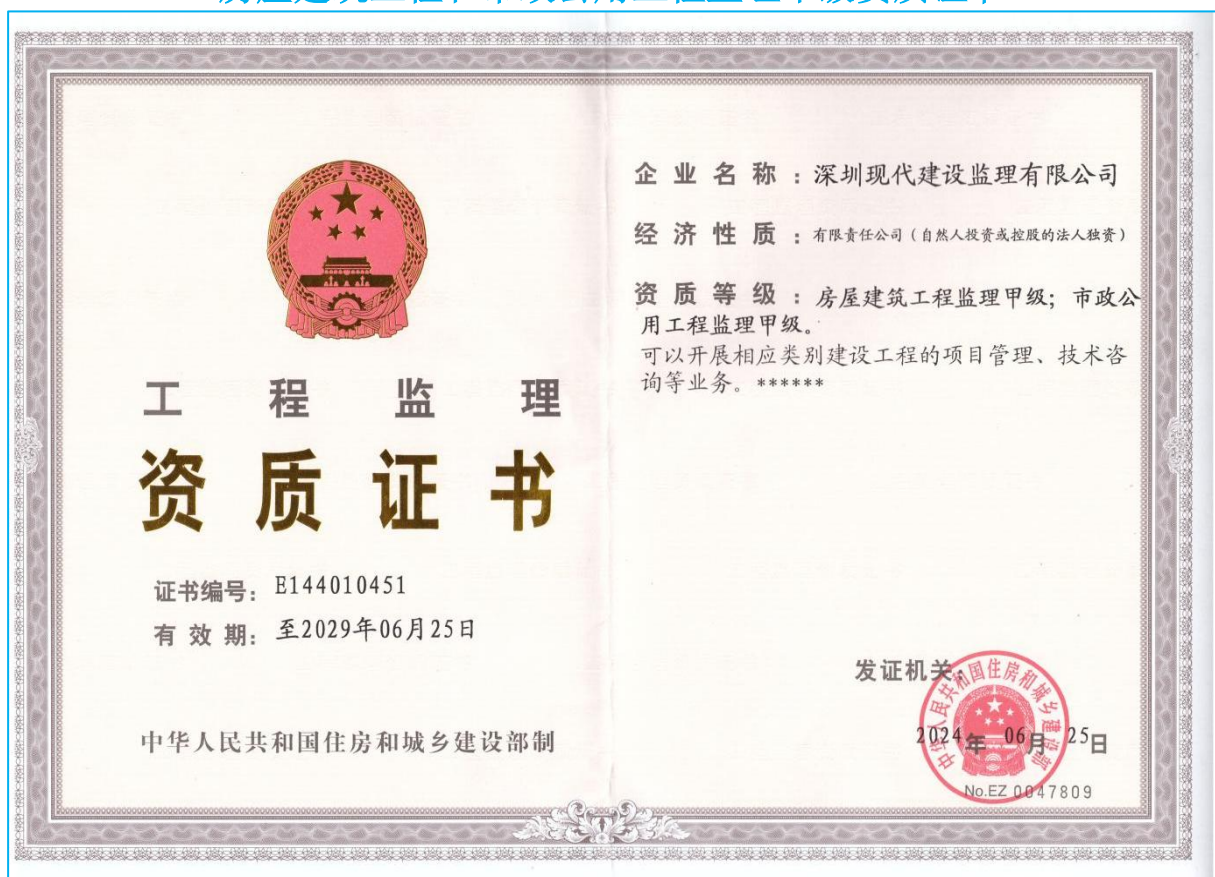 工程监理
资质证书
证书编号：E144010451
有效期：至2029年06月25日
中华人民共和国住房和城乡建设部制
企业名称：深圳现代建设监理有限公司
经济性质：有限责任公司（自然人投资或控股的法人独资）
资质等级：房屋建筑工程监理甲级；市政公
用工程监理甲级。
可以开展相应类别建设工程的项目管理、技术咨
询等业务。******
发证机关：
中华人民共和国住房和城乡建设部
2024年06月25日
No.EZ 0047809